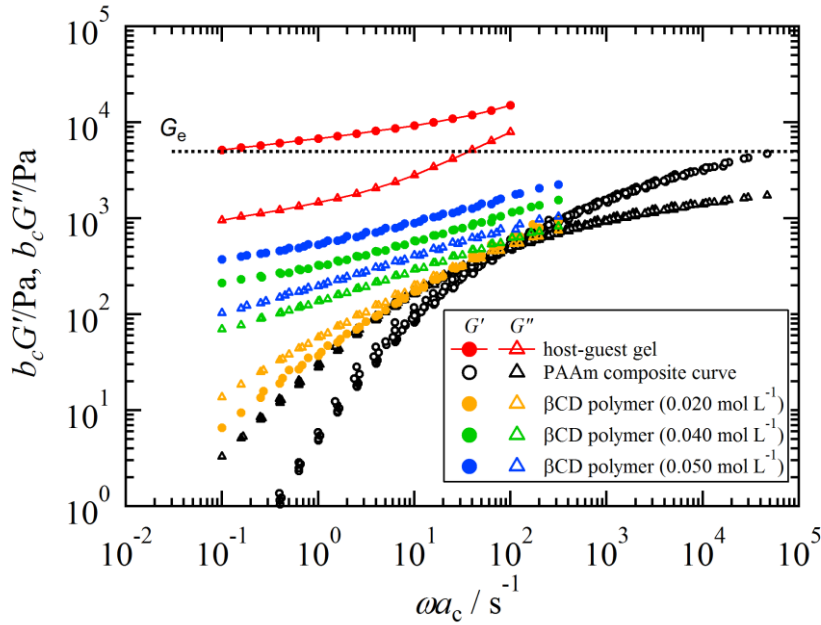 10^5
10^4
10^3
10^2
10^1
10^0
b_cG'/Pa, b_cG''/Pa
G_e
G' G''
host-guest gel
PAAm composite curve
βCD polymer (0.020 mol L^-1)
βCD polymer (0.040 mol L^-1)
βCD polymer (0.050 mol L^-1)
10^-2 10^-1 10^0 10^1 10^2 10^3 10^4 10^5
ωa_c / s^-1